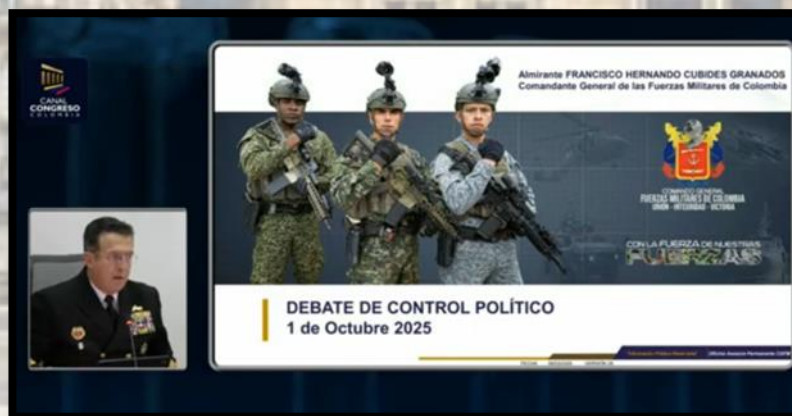 CANAL
CONGRESO
COLOMBIA
Almirante FRANCISCO HERNANDO CUBIDES GRANADOS
Comandante General de las Fuerzas Militares de Colombia
COMANDO GENERAL
FUERZAS MILITARES DE COLOMBIA
UNIÓN - INTEGRIDAD - VICTORIA
CON LA FUERZA DE NUESTRAS
FUERZAS
DEBATE DE CONTROL POLÍTICO
1 de Octubre 2025